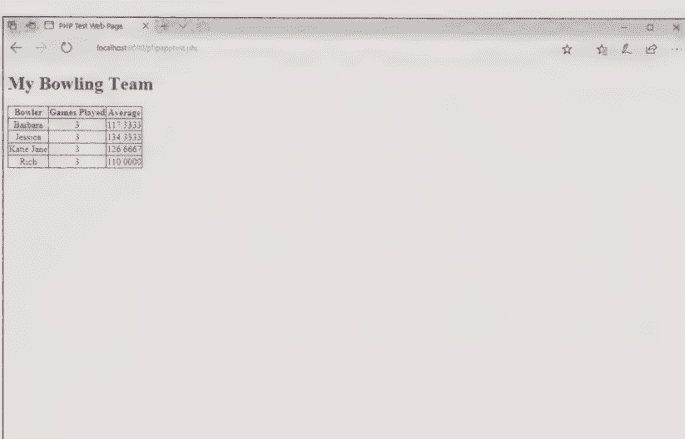 PHP Test Web Page
localhost
My Bowling Team
Bowler Games Played Average
Barbara 3 117.3333
Jessica 3 134.3333
Katie Jane 3 126.6667
Rich 3 110.0000